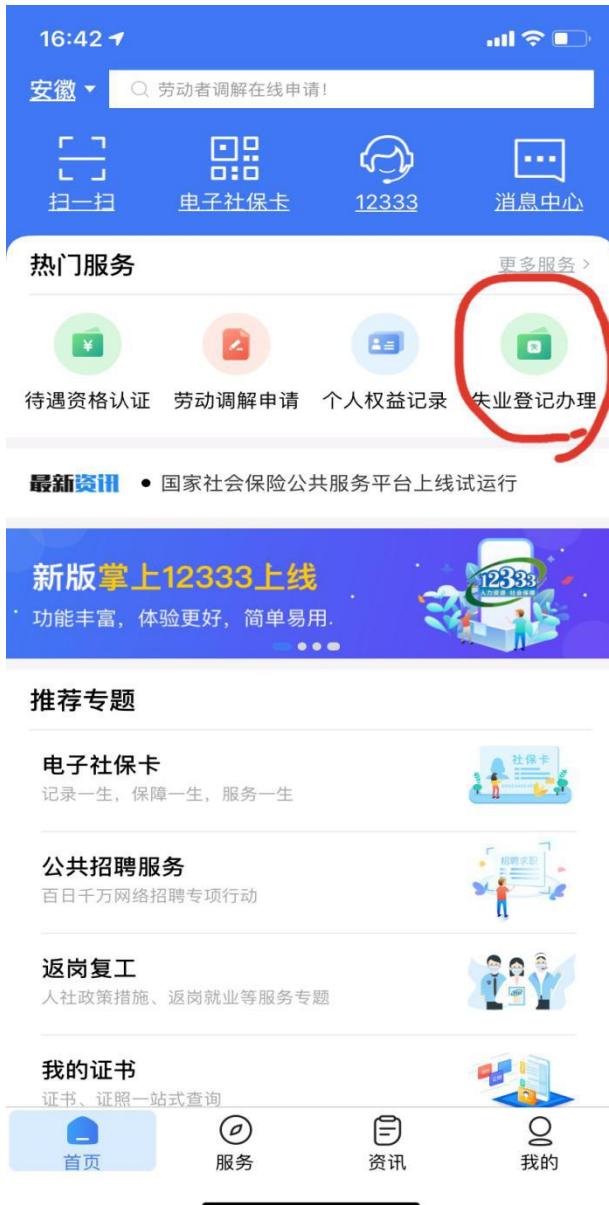 16:42
安徽
劳动者调解在线申请!
扫一扫 电子社保卡 12333 消息中心
热门服务 更多服务
待遇资格认证 劳动调解申请 个人权益记录 失业登记办理
最新资讯 • 国家社会保险公共服务平台上线试运行
新版掌上12333上线
功能丰富，体验更好，简单易用.
12333
人力资源 社会保障
推荐专题
电子社保卡
记录一生，保障一生，服务一生
社保卡
公共招聘服务
百日千万网络招聘专项行动
招聘求职
返岗复工
人社政策措施、返岗就业等服务专题
我的证书
证书、证照一站式查询
首页 服务 资讯 我的